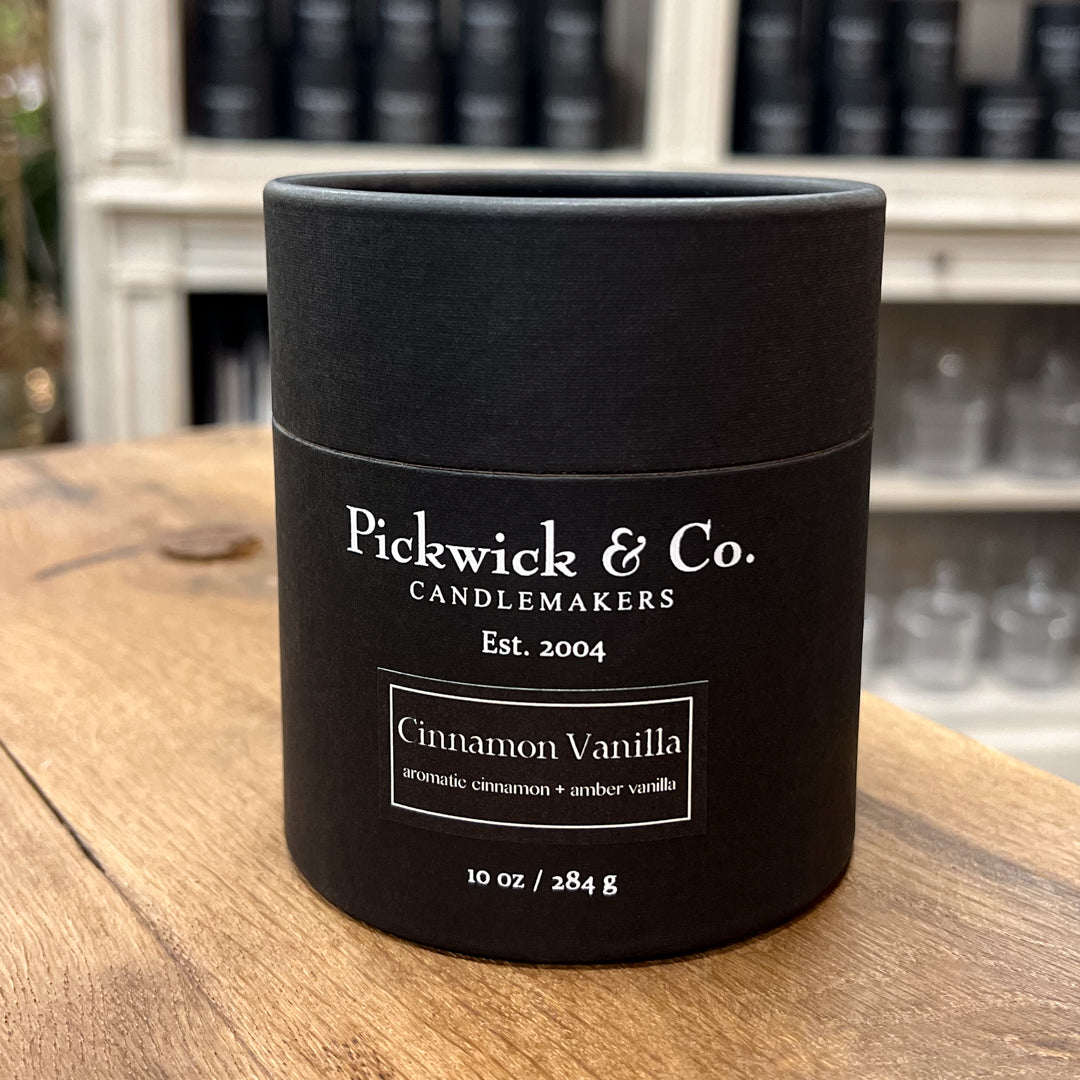 Pickwick & Co.
CANDLEMAKERS
Est. 2004
Cinnamon Vanilla
aromatic cinnamon + amber vanilla
10 oz / 284 g